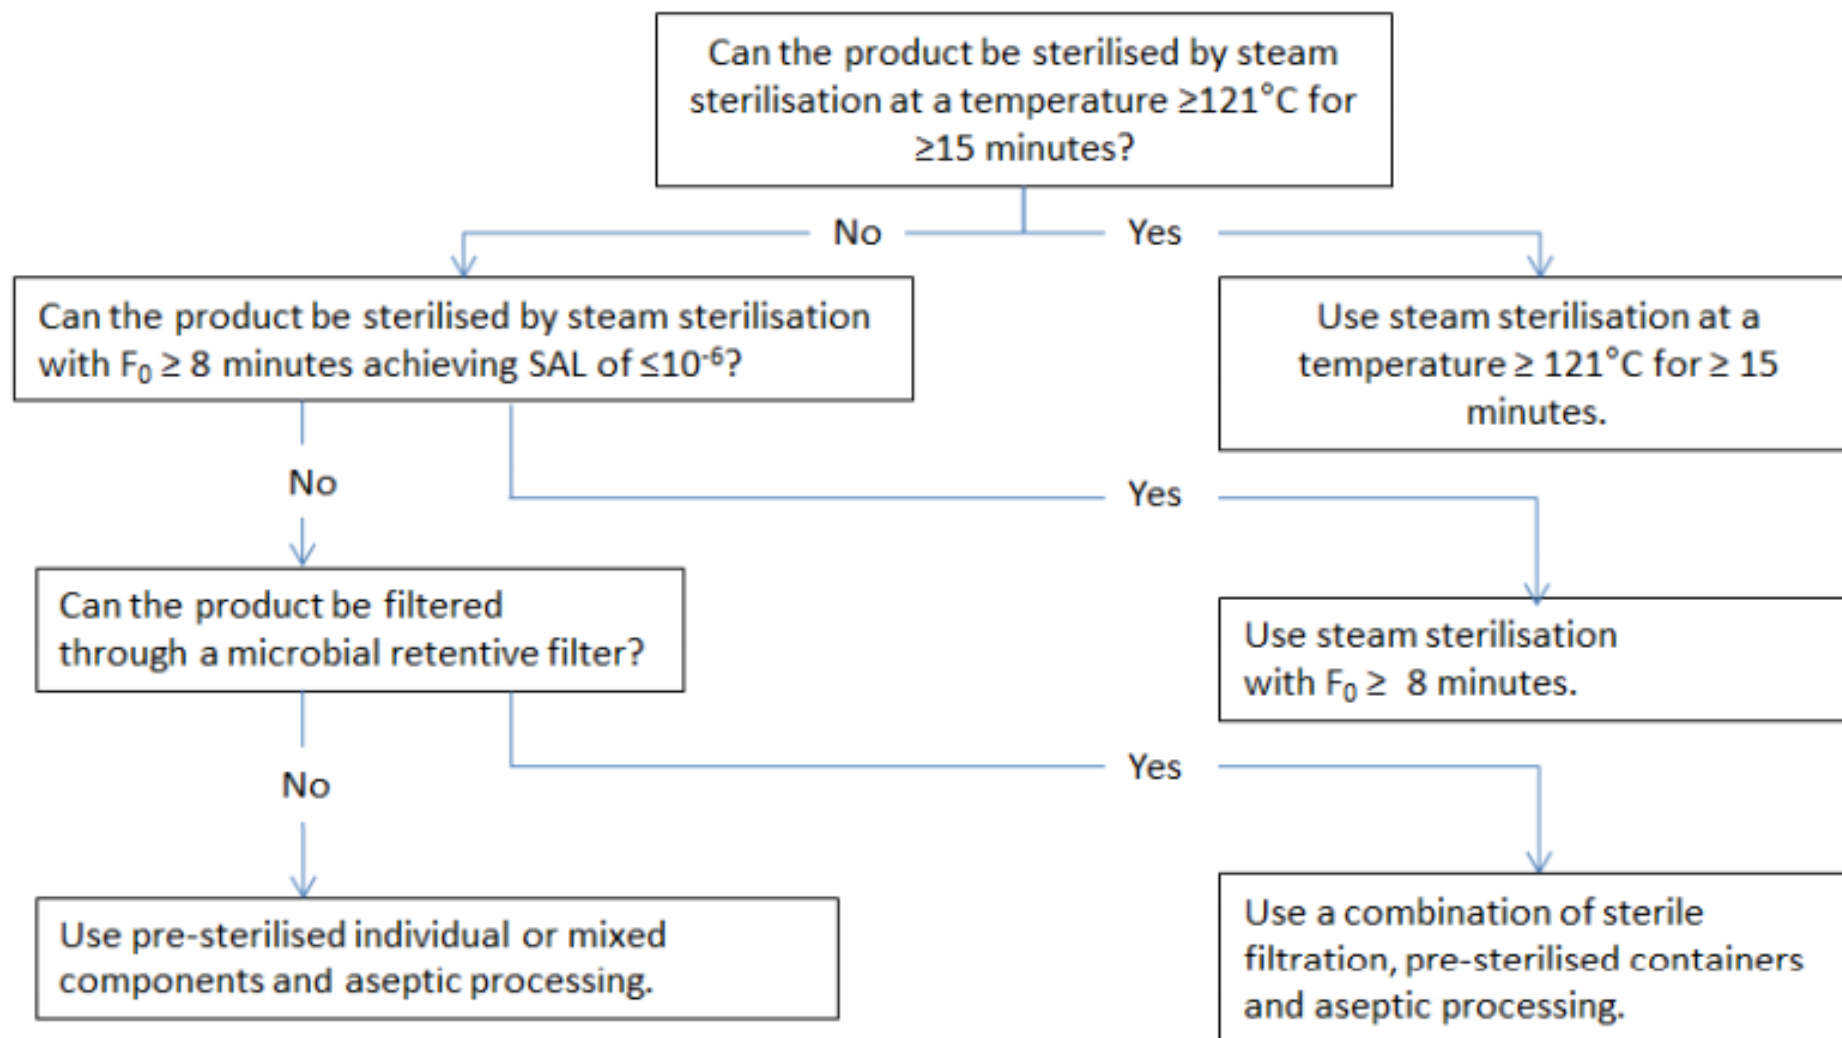 Can the product be sterilised by steam
sterilisation at a temperature ≥121°C for
≥15 minutes?
No
Yes
Can the product be sterilised by steam sterilisation
with F₀ ≥ 8 minutes achieving SAL of ≤10⁻⁶?
Use steam sterilisation at a
temperature ≥ 121°C for ≥ 15
minutes.
No
Yes
Can the product be filtered
through a microbial retentive filter?
Use steam sterilisation
with F₀ ≥ 8 minutes.
No
Yes
Use pre-sterilised individual or mixed
components and aseptic processing.
Use a combination of sterile
filtration, pre-sterilised containers
and aseptic processing.